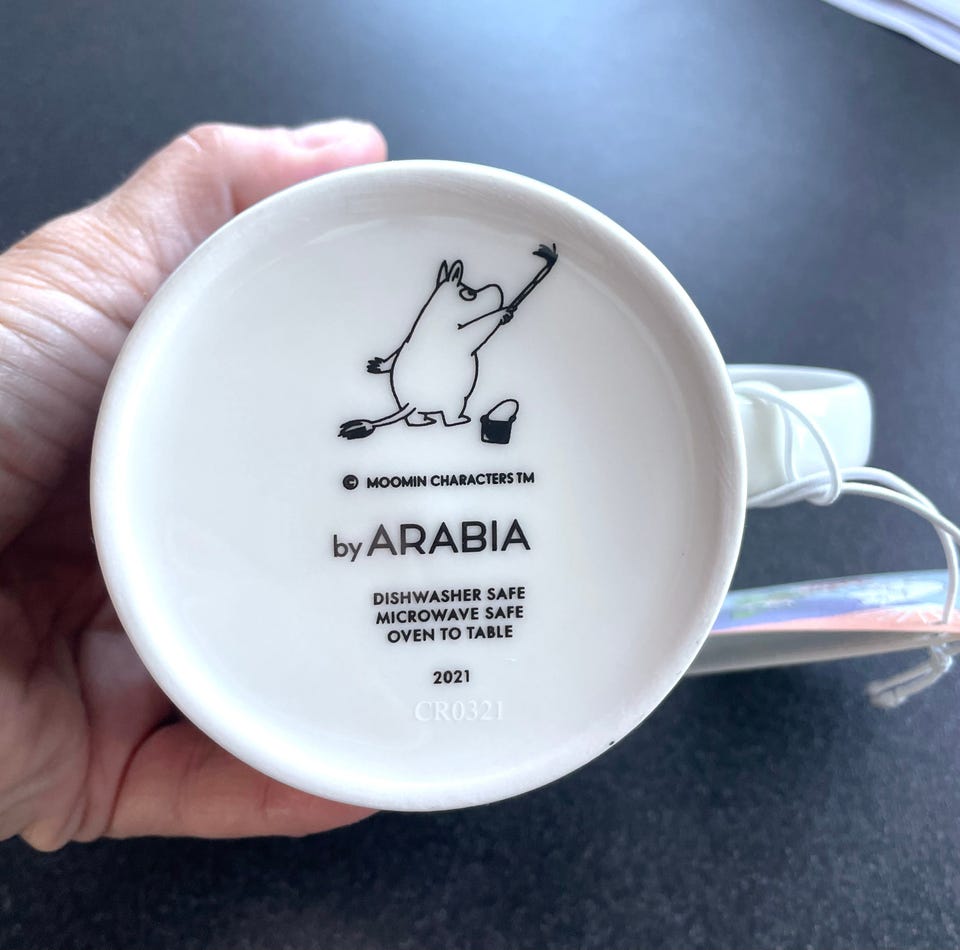 © MOOMIN CHARACTERS TM
by ARABIA
DISHWASHER SAFE
MICROWAVE SAFE
OVEN TO TABLE
2021
CR0321